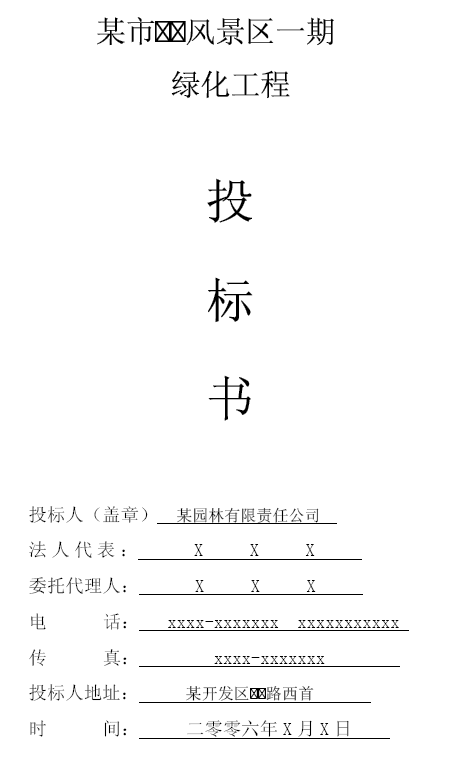 某市☒☒风景区一期
绿化工程
投
标
书
投标人（盖章） 某园林有限责任公司
法人代表： X X X
委托代理人： X X X
电 话： xxxx-xxxxxxx xxxxxxxxxxx
传 真： xxxx-xxxxxxx
投标人地址： 某开发区☒☒路西首
时 间： 二零零六年 X 月 X 日